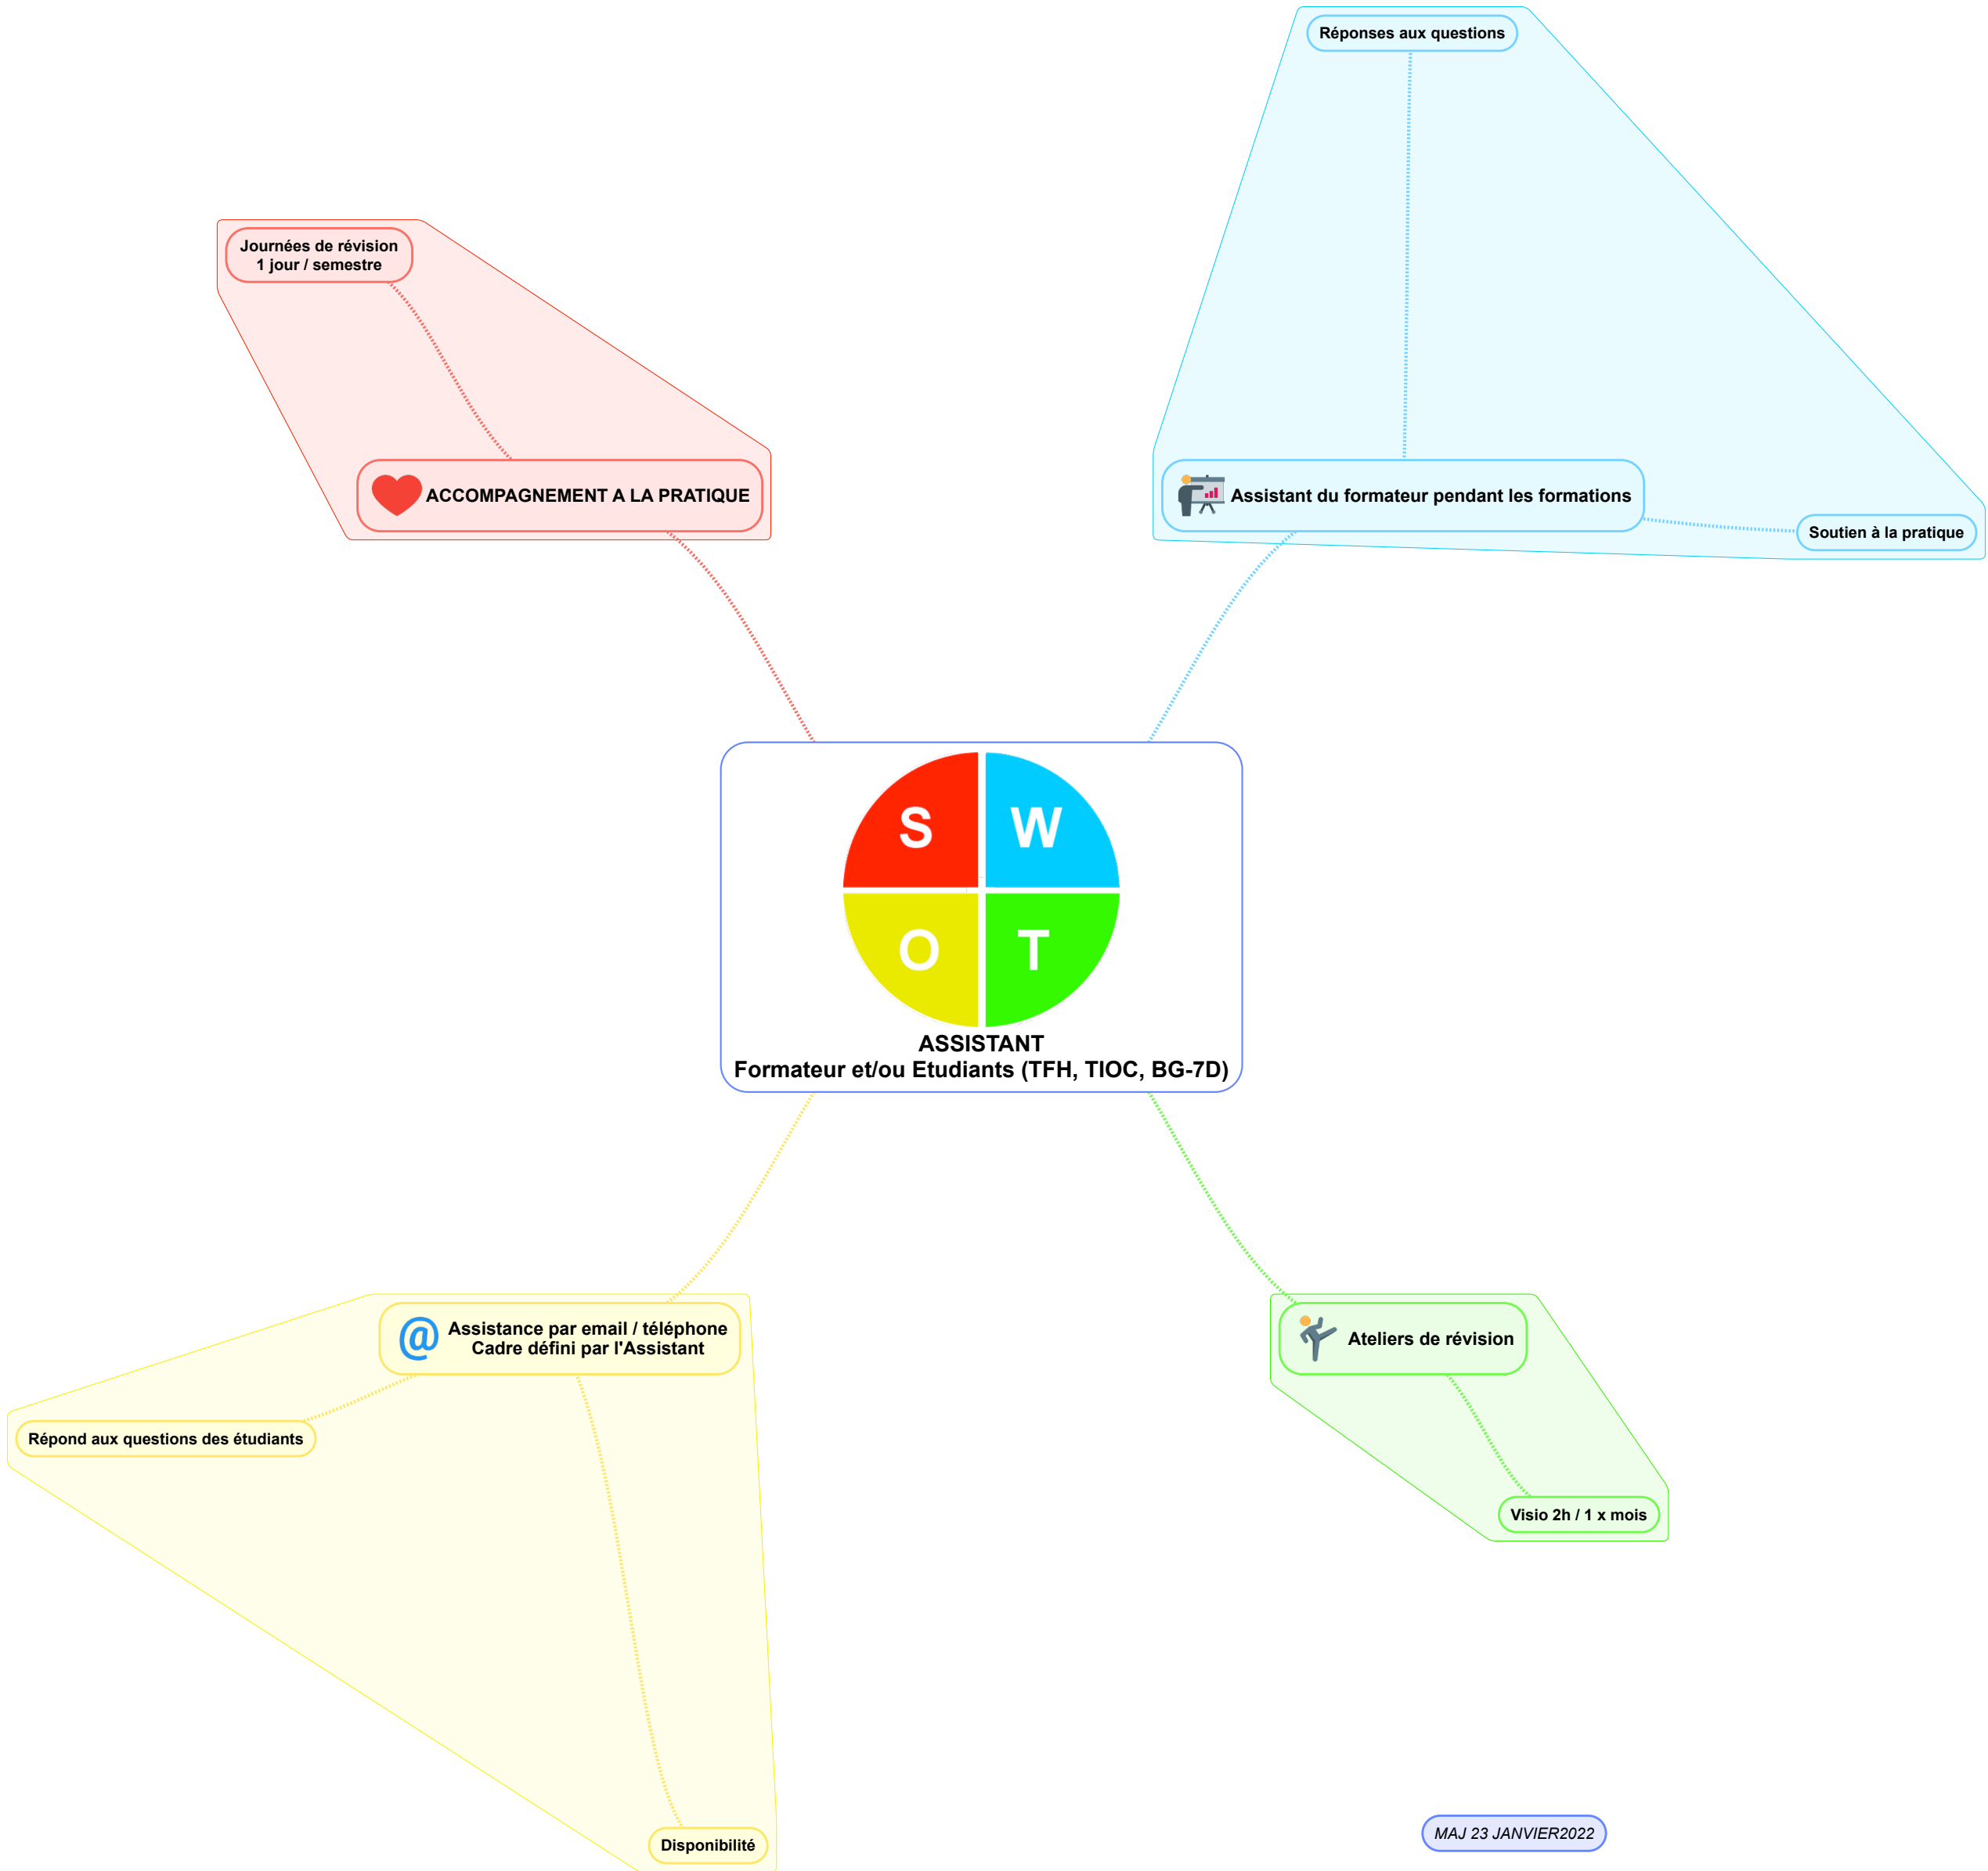 Réponses aux questions
Journées de révision
1 jour / semestre
ACCOMPAGNEMENT A LA PRATIQUE
Assistant du formateur pendant les formations
Soutien à la pratique
S
W
O
T
ASSISTANT
Formateur et/ou Etudiants (TFH, TIOC, BG-7D)
@
Assistance par email / téléphone
Cadre défini par l'Assistant
Ateliers de révision
Répond aux questions des étudiants
Visio 2h / 1 x mois
Disponibilité
MAJ 23 JANVIER2022